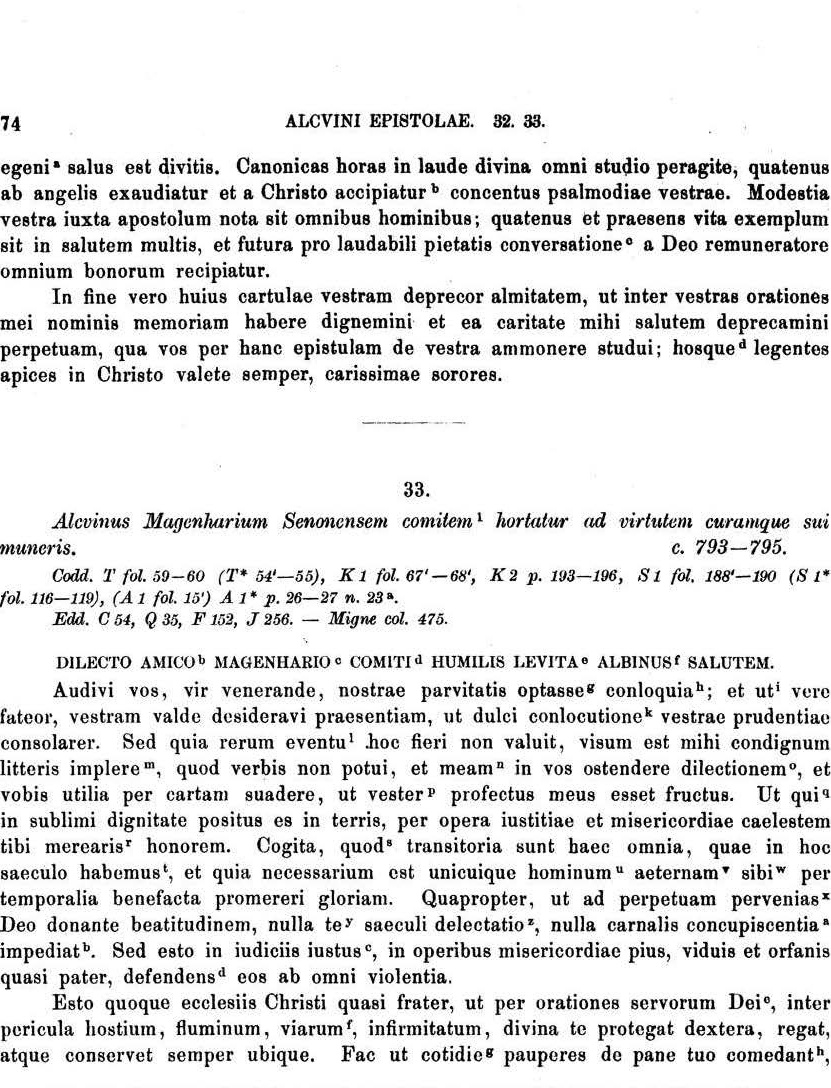 74 ALCVINI EPISTOLAE. 32. 33.
egeni ᵃ salus est divitis. Canonicas horas in laude divina omni studio peragite, quatenus
ab angelis exaudiatur et a Christo accipiatur ᵇ concentus psalmodiae vestrae. Modestia
vestra iuxta apostolum nota sit omnibus hominibus; quatenus et praesens vita exemplum
sit in salutem multis, et futura pro laudabili pietatis conversatione ᶜ a Deo remuneratore
omnium bonorum recipiatur.
In fine vero huius cartulae vestram deprecor almitatem, ut inter vestras orationes
mei nominis memoriam habere dignemini et ea caritate mihi salutem deprecamini
perpetuam, qua vos per hanc epistulam de vestra ammonere studui; hosque ᵈ legentes
apices in Christo valete semper, carissimae sorores.
33.
Alcvinus Magenharium Senonensem comitem ¹ hortatur ad virtutem curamque sui
muneris. c. 793—795.
Codd. T fol. 59—60 (T* 54'—55), K 1 fol. 67'—68', K 2 p. 193—196, S 1 fol. 188'—190 (S 1*
fol. 116—119), (A 1 fol. 15') A 1* p. 26—27 n. 23 ᵃ.
Edd. C 54, Q 35, F 152, J 256. — Migne col. 475.
DILECTO AMICO ᵇ MAGENHARIO ᶜ COMITI ᵈ HUMILIS LEVITA ᵉ ALBINUS ᶠ SALUTEM.
Audivi vos, vir venerande, nostrae parvitatis optasse ᵍ conloquia ʰ; et ut ⁱ vere
fateor, vestram valde desideravi praesentiam, ut dulci conlocutione ᵏ vestrae prudentiae
consolarer. Sed quia rerum eventu ˡ hoc fieri non valuit, visum est mihi condignum
litteris implere ᵐ, quod verbis non potui, et meam ⁿ in vos ostendere dilectionem ᵒ, et
vobis utilia per cartam suadere, ut vester ᵖ profectus meus esset fructus. Ut qui ᑫ
in sublimi dignitate positus es in terris, per opera iustitiae et misericordiae caelestem
tibi merearis ʳ honorem. Cogita, quod ˢ transitoria sunt haec omnia, quae in hoc
saeculo habemus ᵗ, et quia necessarium est unicuique hominum ᵘ aeternam ᵛ sibi ʷ per
temporalia benefacta promereri gloriam. Quapropter, ut ad perpetuam pervenias ˣ
Deo donante beatitudinem, nulla te ʸ saeculi delectatio ᶻ, nulla carnalis concupiscentia ᵃ
impediat ᵇ. Sed esto in iudiciis iustus ᶜ, in operibus misericordiae pius, viduis et orfanis
quasi pater, defendens ᵈ eos ab omni violentia.
Esto quoque ecclesiis Christi quasi frater, ut per orationes servorum Dei ᵉ, inter
pericula hostium, fluminum, viarum ᶠ, infirmitatum, divina te protegat dextera, regat,
atque conservet semper ubique. Fac ut cotidie ᵍ pauperes de pane tuo comedant ʰ,